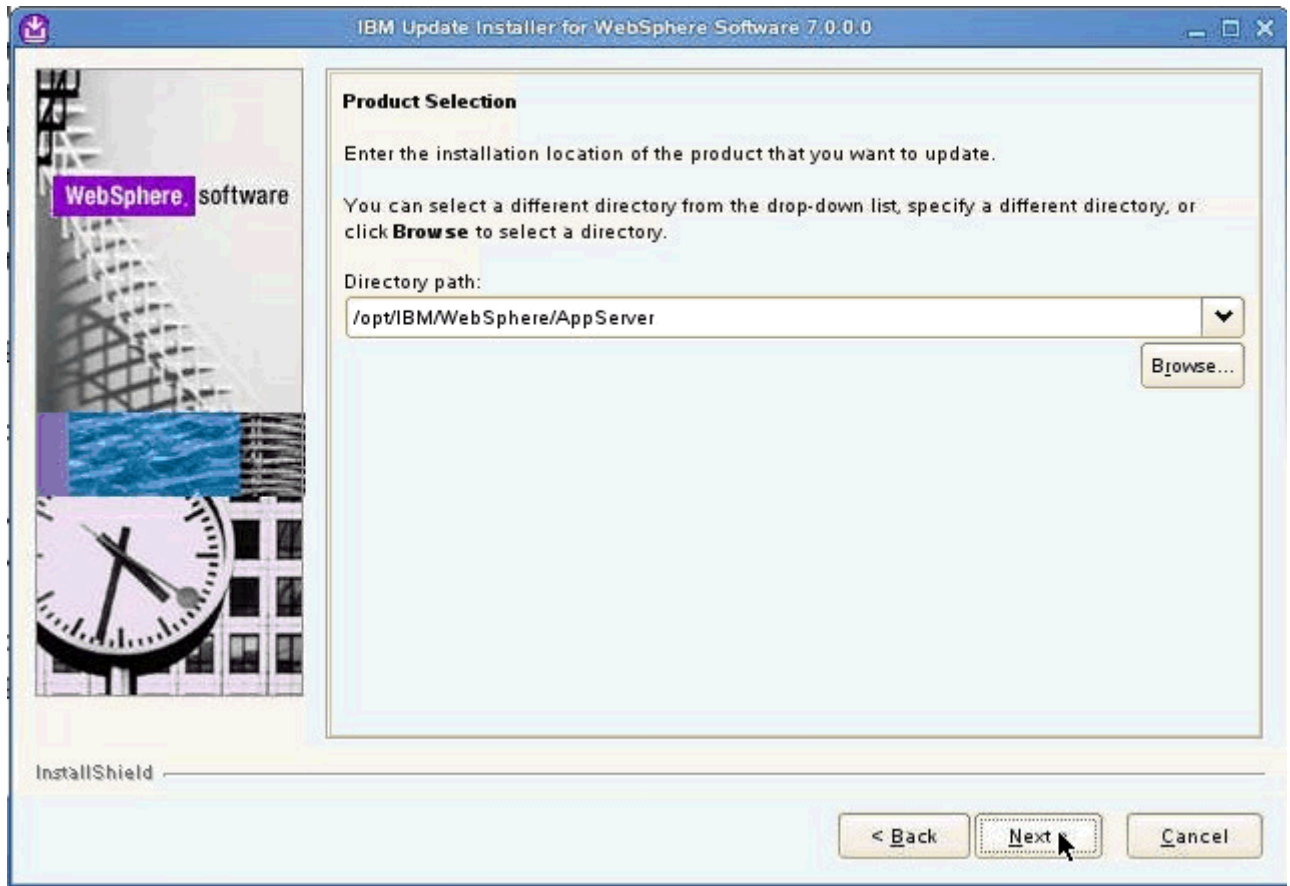 IBM Update Installer for WebSphere Software 7.0.0.0
WebSphere. software
Product Selection
Enter the installation location of the product that you want to update.
You can select a different directory from the drop-down list, specify a different directory, or
click Browse to select a directory.
Directory path:
/opt/IBM/WebSphere/AppServer
Browse...
InstallShield
< Back
Next >
Cancel